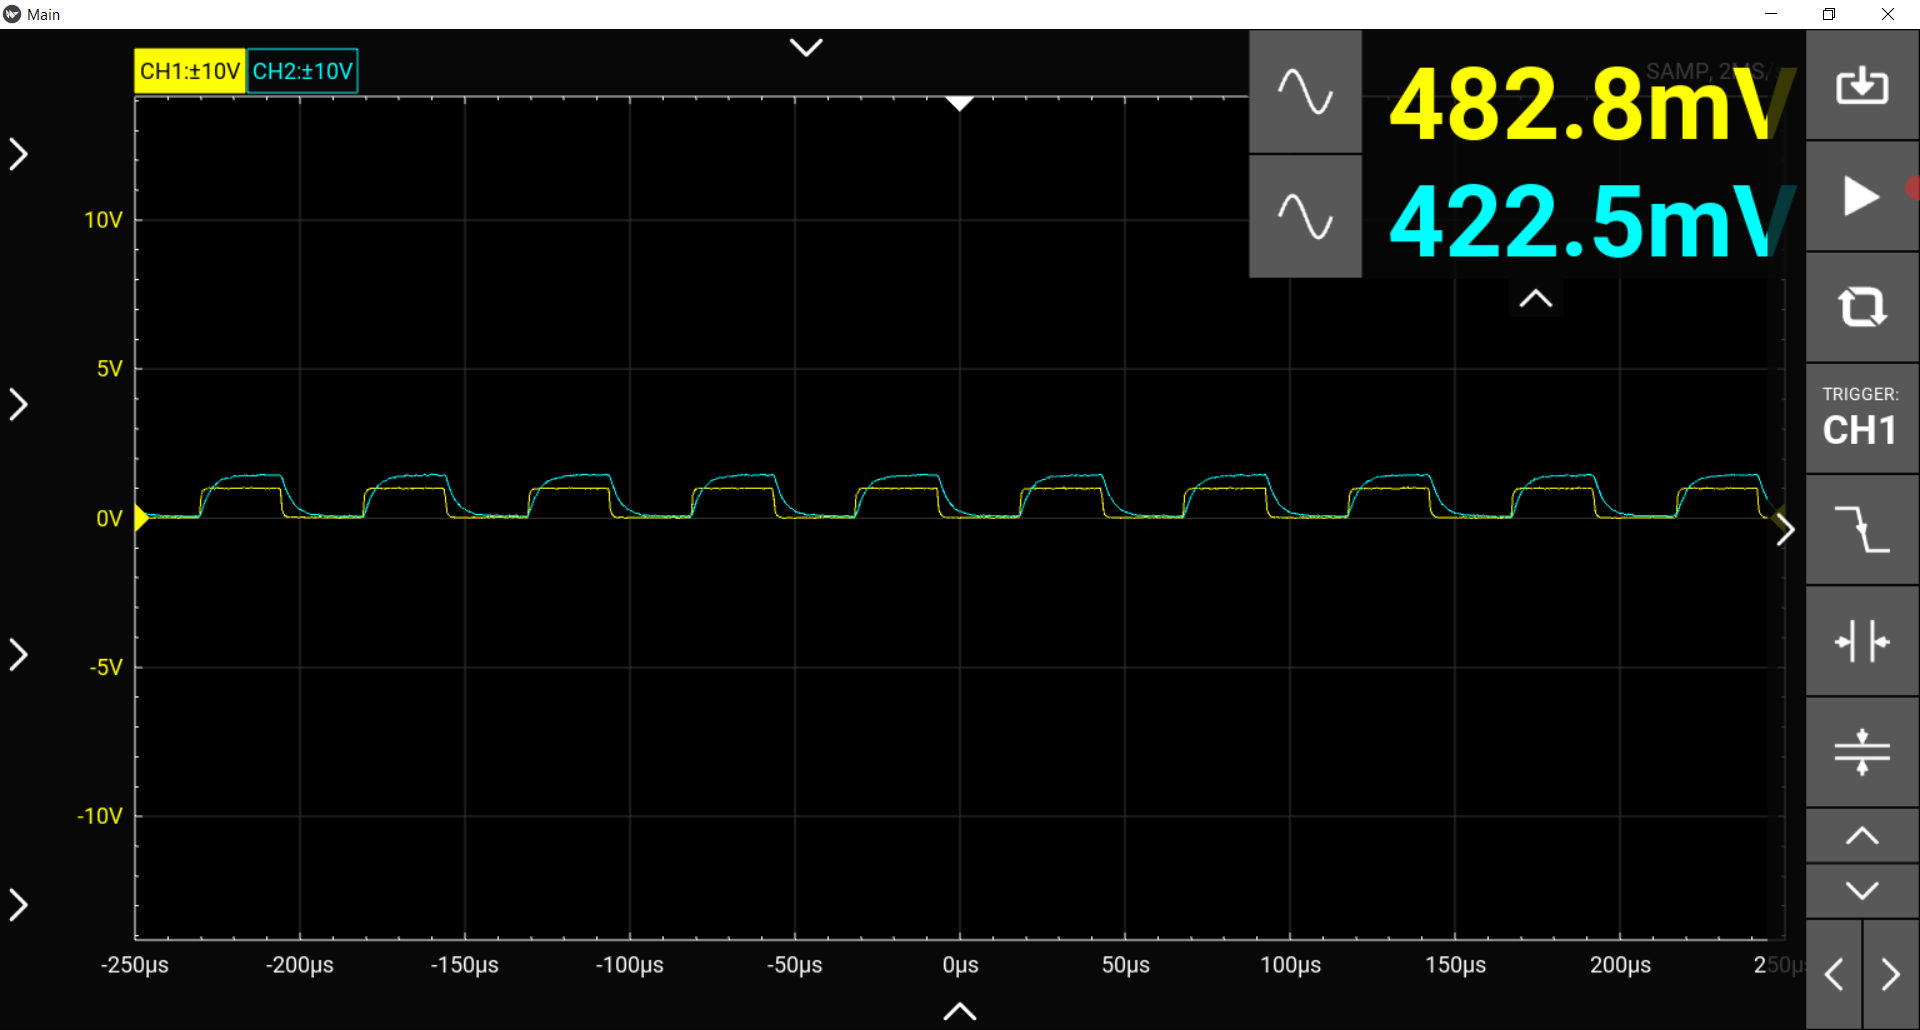 Main
CH1:±10V CH2:±10V
SAMP, 2MS/
482.8mV
422.5mV
10V
5V
0V
-5V
-10V
TRIGGER:
CH1
-250µs -200µs -150µs -100µs -50µs 0µs 50µs 100µs 150µs 200µs 250µs